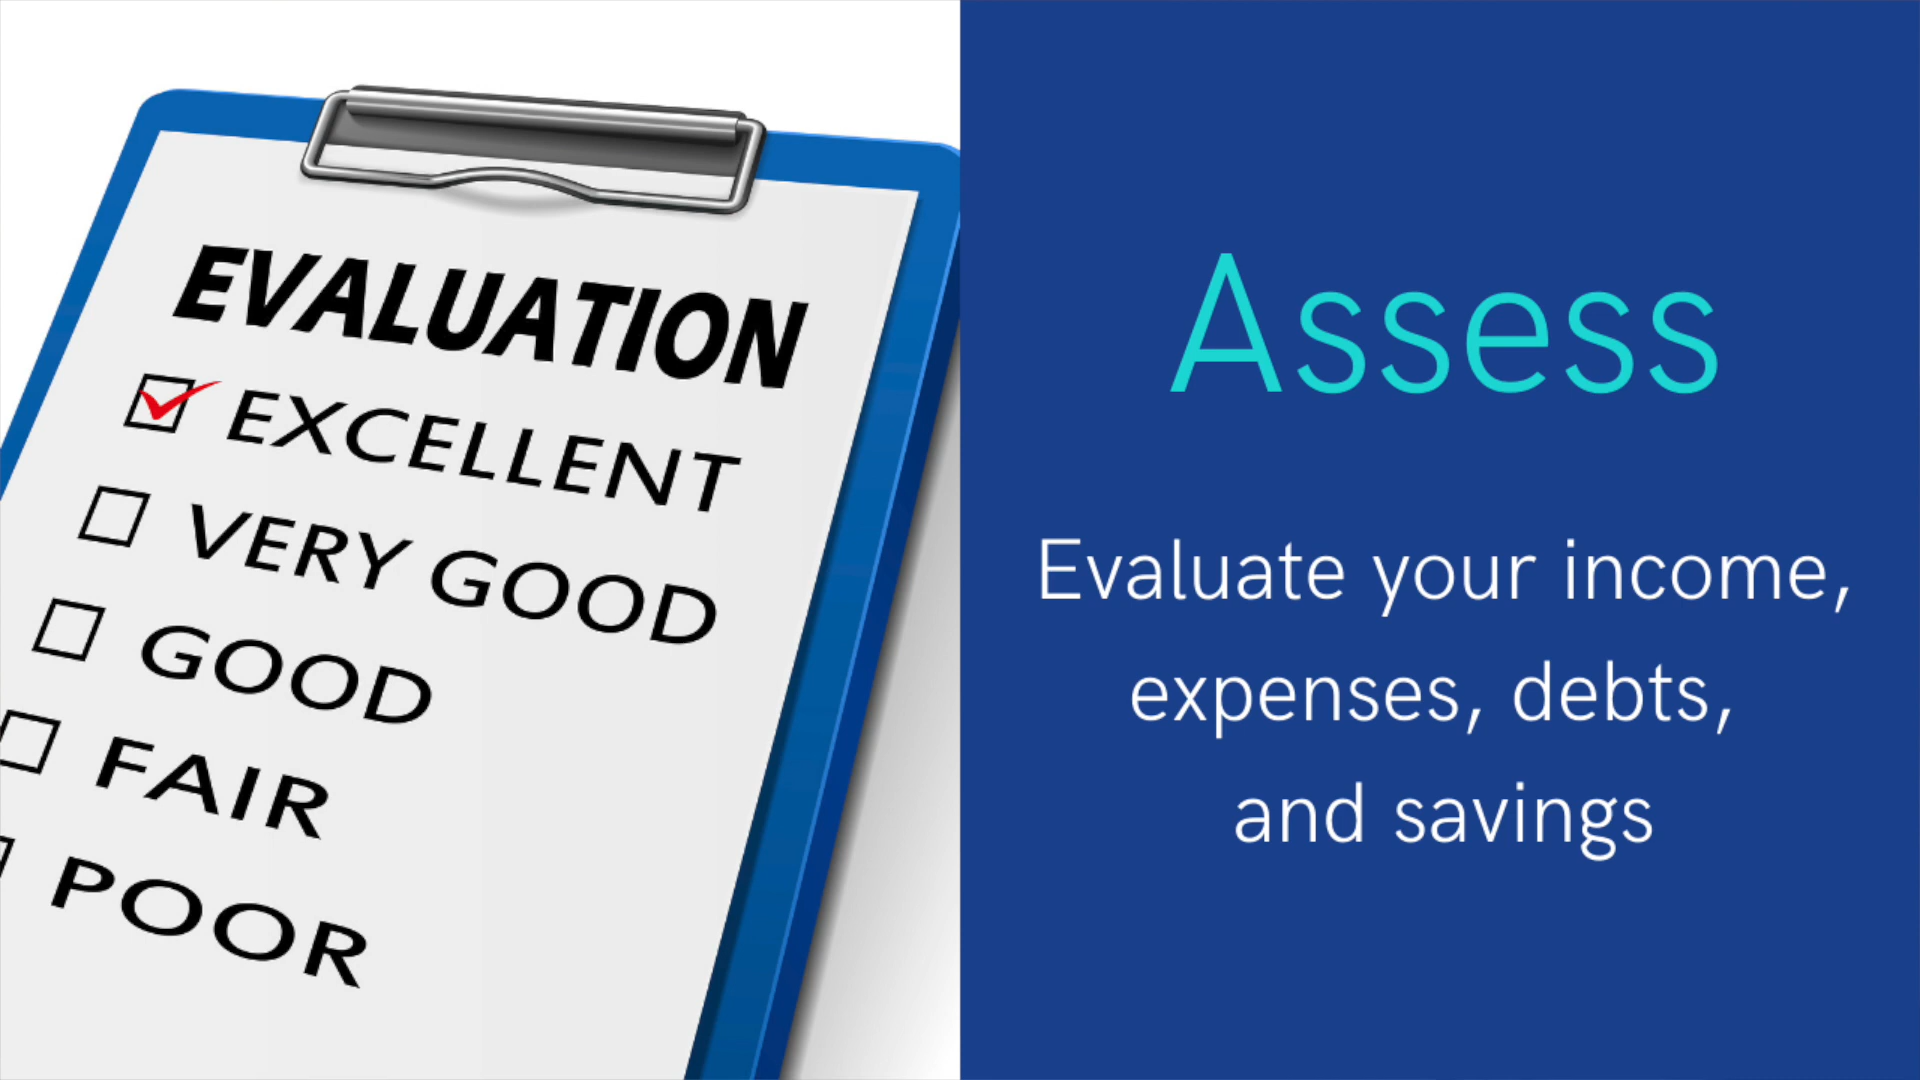 EVALUATION
EXCELLENT
VERY GOOD
GOOD
FAIR
POOR
Assess
Evaluate your income,
expenses, debts,
and savings